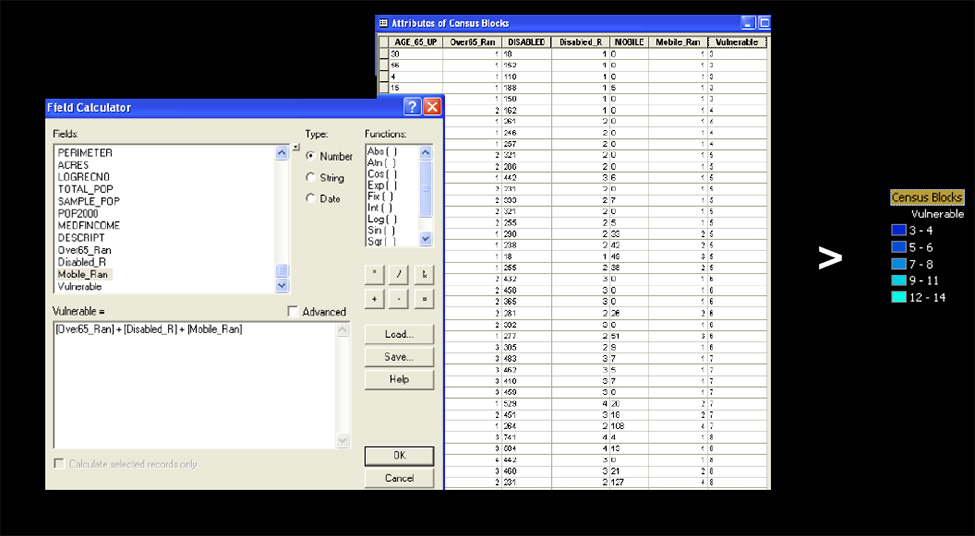 Attributes of Census Blocks
AGE_65_UP Over65_Ran DISABLED Disabled_R MOBILE Mobile_Ran Vulnerable
30 1 18 1 0 1 3
56 1 152 1 0 1 3
4 1 110 1 0 1 3
15 1 188 1 5 1 3
1 150 1 0 1 3
2 162 1 0 1 4
1 261 2 0 1 4
1 246 2 0 1 4
1 257 2 0 1 4
2 321 2 0 1 5
2 286 2 0 1 5
1 442 3 6 1 5
2 231 2 0 1 5
2 333 2 7 1 5
2 321 2 0 1 5
2 255 2 5 1 5
1 290 2 33 2 5
1 238 2 42 2 5
1 18 1 48 3 5
1 255 2 38 2 5
2 432 3 0 1 6
2 458 3 0 1 6
2 365 3 0 1 6
2 281 2 26 2 6
2 392 3 0 1 6
1 277 2 51 3 6
3 305 2 9 1 6
3 483 3 7 1 7
3 462 3 5 1 7
3 410 3 7 1 7
3 459 3 0 1 7
1 529 4 20 2 7
2 451 3 18 2 7
1 264 2 108 4 7
3 741 4 4 1 8
3 504 4 13 1 8
4 442 3 0 1 8
3 460 3 21 2 8
2 231 2 127 4 8
Field Calculator
Fields:
PERIMETER
ACRES
LOGRECNO
TOTAL_POP
SAMPLE_POP
POP2000
MEDFINCOME
DESCRIPT
Over65_Ran
Disabled_R
Moble_Ran
Vulnerable
Type:
Number
String
Date
Functions:
Abs ( )
Atn ( )
Cos ( )
Exp ( )
Fix ( )
Int ( )
Log ( )
Sin ( )
Sqr ( )
* / &
+ - =
Vulnerable =
Advanced
[Over65_Ran] + [Disabled_R] + [Moble_Ran]
Load...
Save...
Help
Calculate selected records only
OK
Cancel
>
Census Blocks
Vulnerable
3 - 4
5 - 6
7 - 8
9 - 11
12 - 14